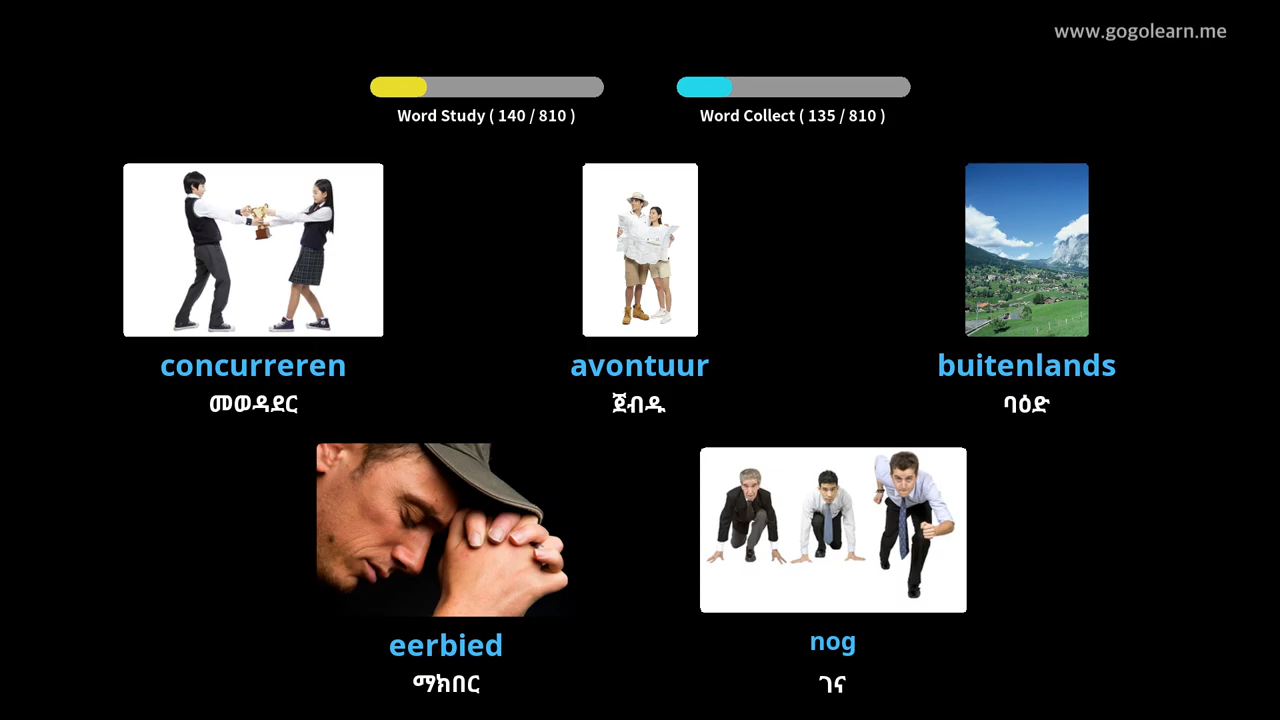 www.gogolearn.me
Word Study ( 140 / 810 )
Word Collect ( 135 / 810 )
concurreren
avontuur
buitenlands
መወዳደር
ጀብዱ
ባዕድ
eerbied
nog
ማክበር
ገና